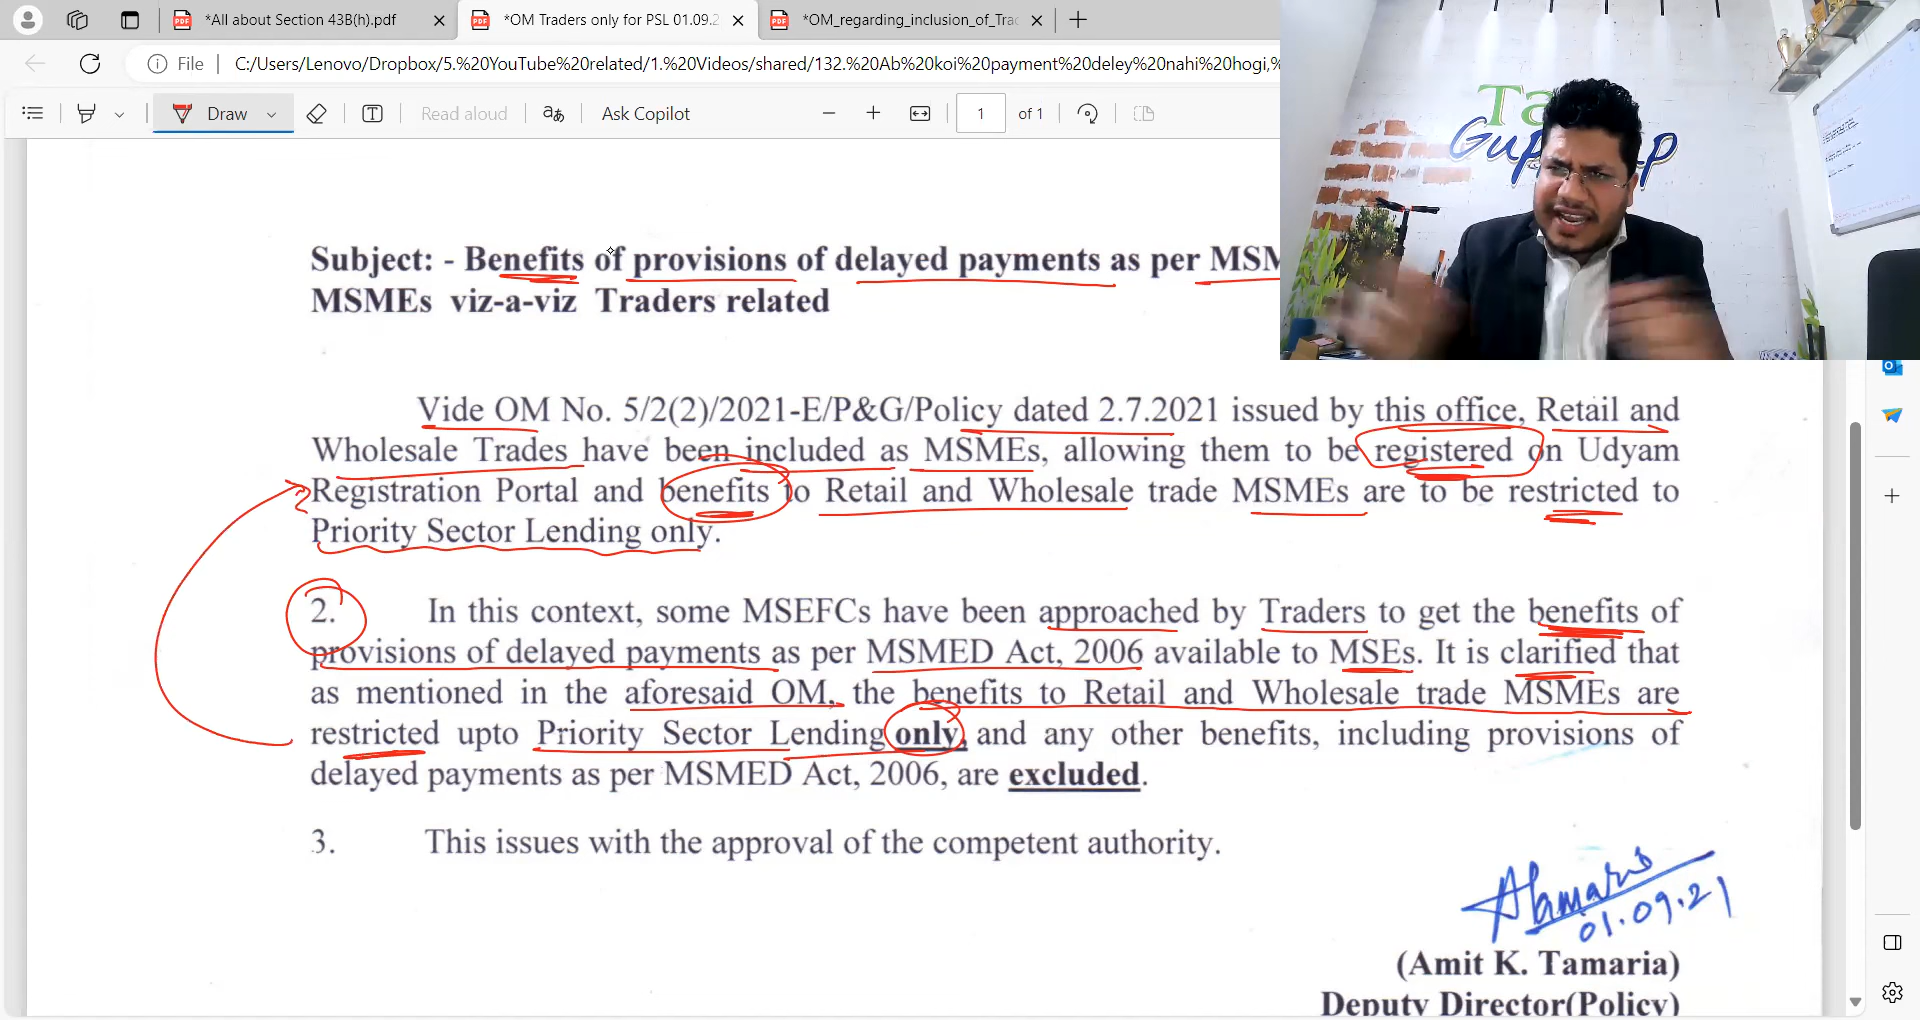 *All about Section 43B(h).pdf
*OM Traders only for PSL 01.09.2
*OM_regarding_inclusion_of_Trac
File
C:/Users/Lenovo/Dropbox/5.%20YouTube%20related/1.%20Videos/shared/132.%20Ab%20koi%20payment%20deley%20nahi%20hogi,%
Draw
Read aloud
aあ
Ask Copilot
1
of 1
Subject: - Benefits of provisions of delayed payments as per MSM
MSMEs viz-a-viz Traders related
Vide OM No. 5/2(2)/2021-E/P&G/Policy dated 2.7.2021 issued by this office, Retail and
Wholesale Trades have been included as MSMEs, allowing them to be registered on Udyam
Registration Portal and benefits to Retail and Wholesale trade MSMEs are to be restricted to
Priority Sector Lending only.
2. In this context, some MSEFCs have been approached by Traders to get the benefits of
provisions of delayed payments as per MSMED Act, 2006 available to MSEs. It is clarified that
as mentioned in the aforesaid OM, the benefits to Retail and Wholesale trade MSMEs are
restricted upto Priority Sector Lending only, and any other benefits, including provisions of
delayed payments as per MSMED Act, 2006, are excluded.
3. This issues with the approval of the competent authority.
01.09.21
(Amit K. Tamaria)
Deputy Director(Policy)